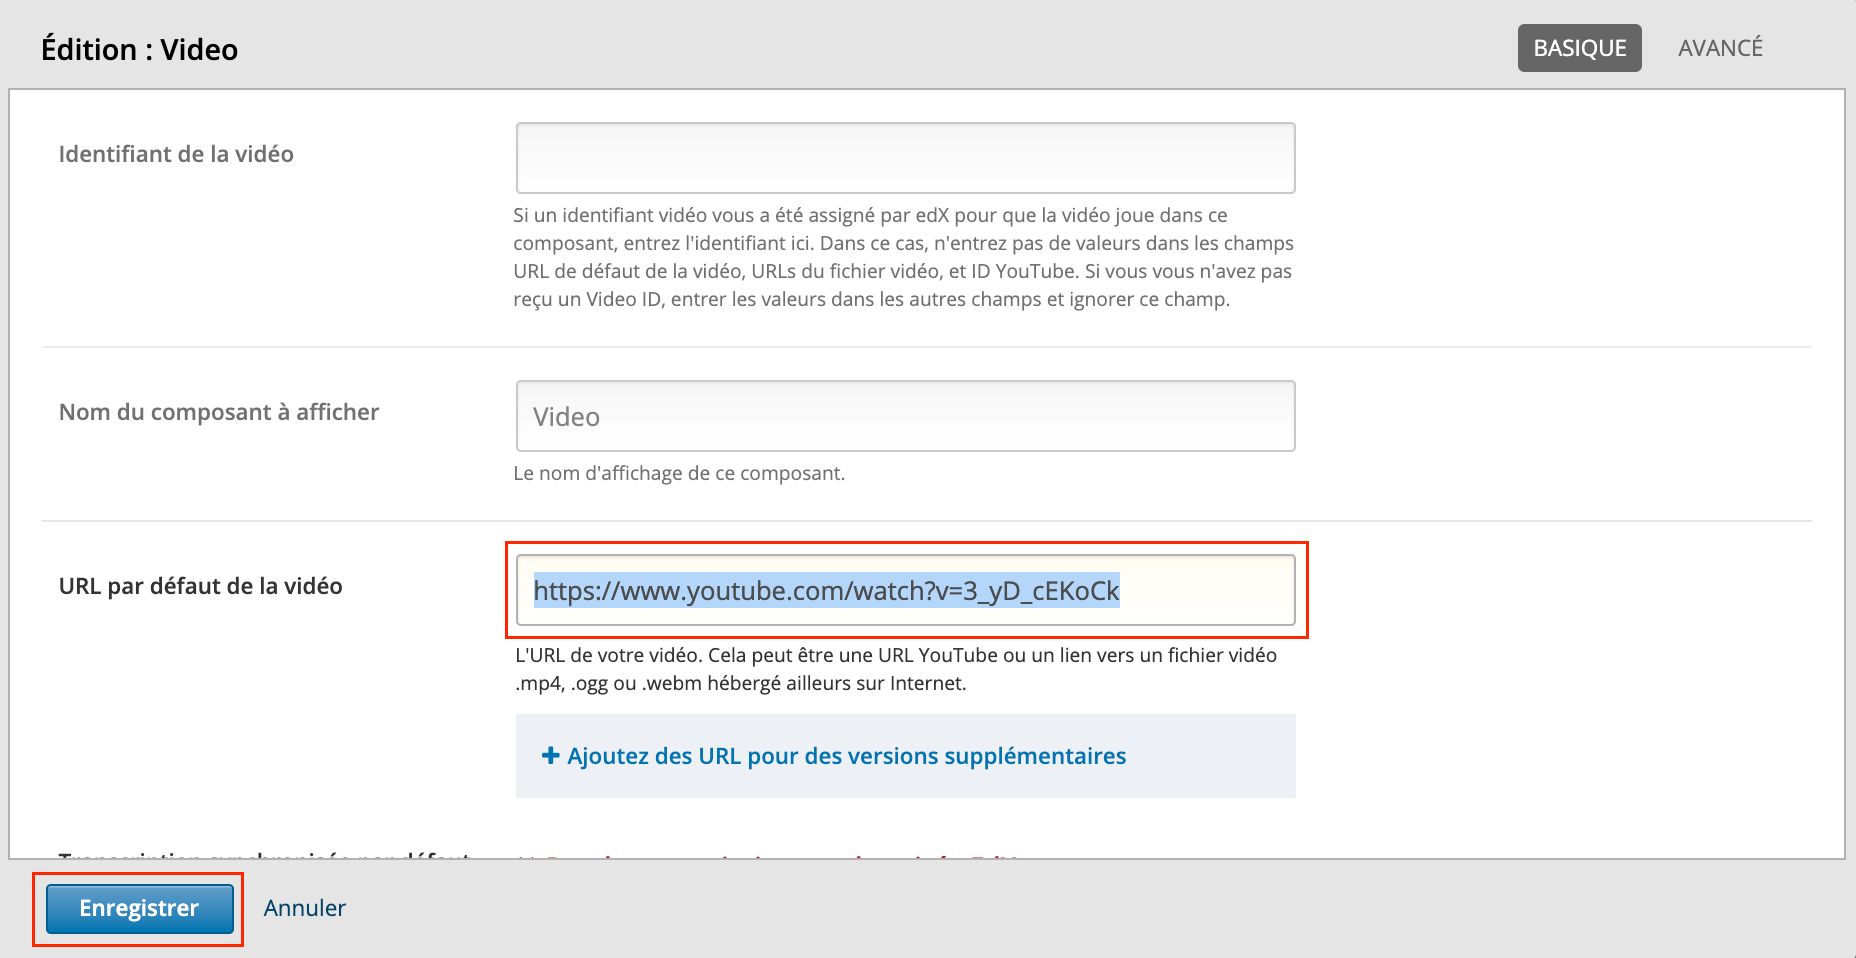 Édition : Video
BASIQUE
AVANCÉ
Identifiant de la vidéo
Si un identifiant vidéo vous a été assigné par edX pour que la vidéo joue dans ce
composant, entrez l'identifiant ici. Dans ce cas, n'entrez pas de valeurs dans les champs
URL de défaut de la vidéo, URLs du fichier vidéo, et ID YouTube. Si vous vous n'avez pas
reçu un Video ID, entrer les valeurs dans les autres champs et ignorer ce champ.
Nom du composant à afficher
Video
Le nom d'affichage de ce composant.
URL par défaut de la vidéo
https://www.youtube.com/watch?v=3_yD_cEKoCk
L'URL de votre vidéo. Cela peut être une URL YouTube ou un lien vers un fichier vidéo
.mp4, .ogg ou .webm hébergé ailleurs sur Internet.
+ Ajoutez des URL pour des versions supplémentaires
Transcription synchronisée par défaut
Enregistrer
Annuler